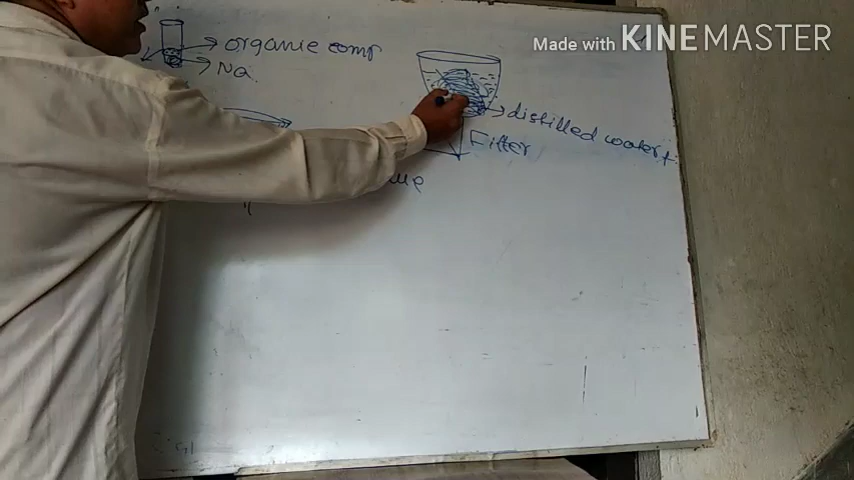 Made with KINEMASTER
organic comp
Na
distilled water +
Filter